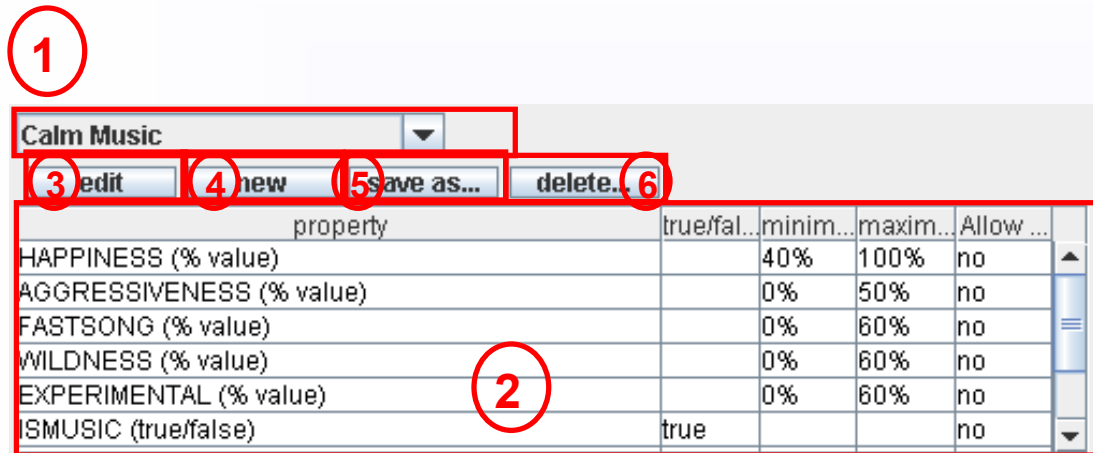 1
Calm Music
3 edit 4 new 5 save as... delete... 6
property true/fal... minim... maxim... Allow ...
HAPPINESS (% value) 40% 100% no
AGGRESSIVENESS (% value) 0% 50% no
FASTSONG (% value) 0% 60% no
WILDNESS (% value) 0% 60% no
EXPERIMENTAL (% value) 0% 60% no
2
ISMUSIC (true/false) true no